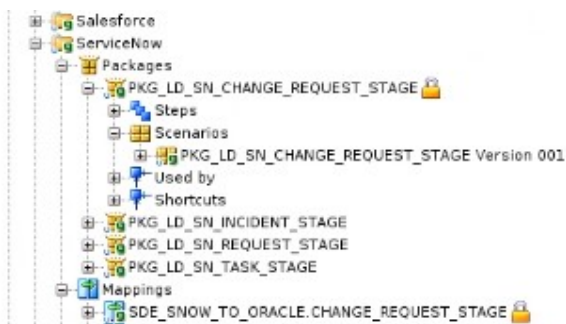 Salesforce
ServiceNow
Packages
PKG_LD_SN_CHANGE_REQUEST_STAGE
Steps
Scenarios
PKG_LD_SN_CHANGE_REQUEST_STAGE Version 001
Used by
Shortcuts
PKG_LD_SN_INCIDENT_STAGE
PKG_LD_SN_REQUEST_STAGE
PKG_LD_SN_TASK_STAGE
Mappings
SDE_SNOW_TO_ORACLE.CHANGE_REQUEST_STAGE